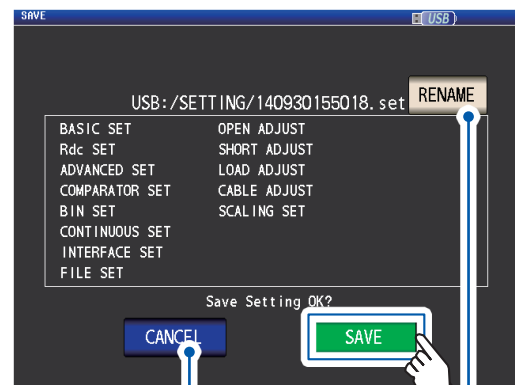 SAVE
USB
USB:/SETTING/140930155018.set
RENAME
BASIC SET
OPEN ADJUST
Rdc SET
SHORT ADJUST
ADVANCED SET
LOAD ADJUST
COMPARATOR SET
CABLE ADJUST
BIN SET
SCALING SET
CONTINUOUS SET
INTERFACE SET
FILE SET
Save Setting OK?
CANCEL
SAVE